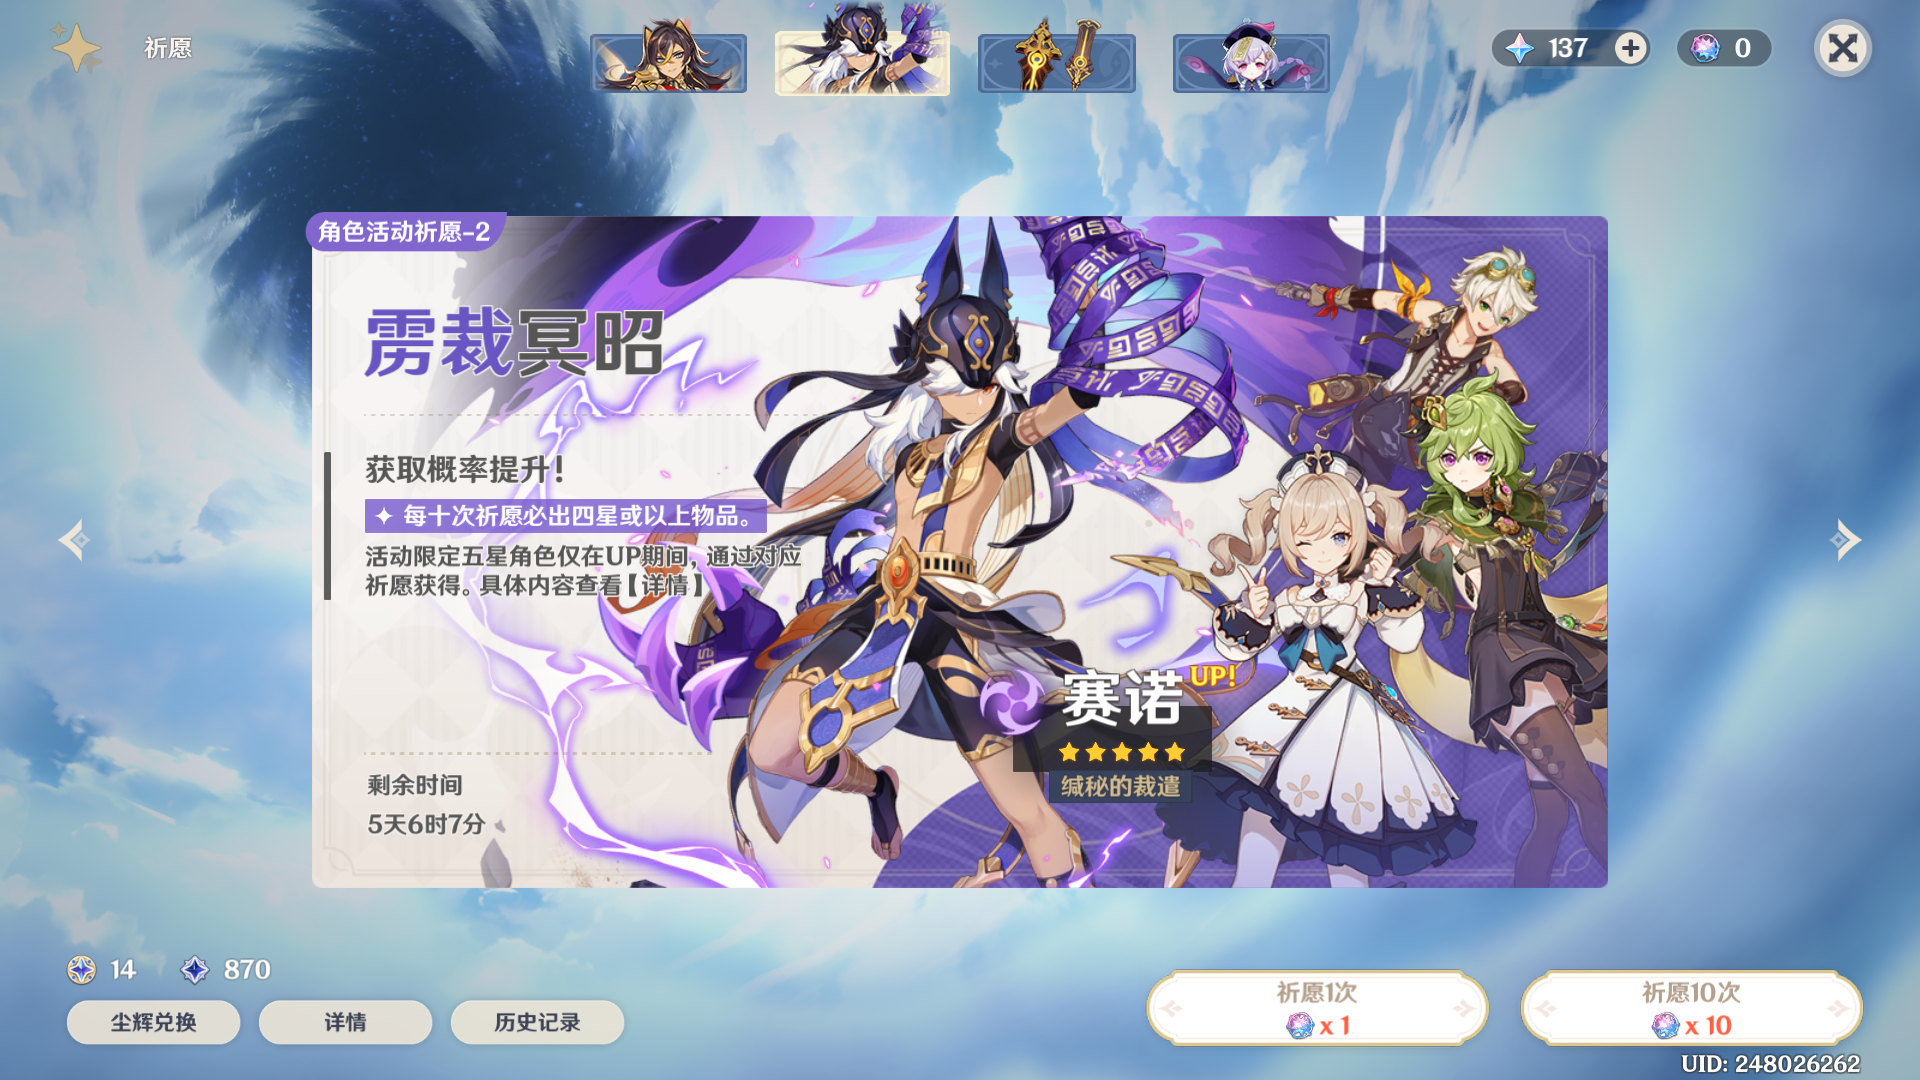 祈愿
137
0
角色活动祈愿-2
雳裁冥昭
获取概率提升！
每十次祈愿必出四星或以上物品。
活动限定五星角色仅在UP期间，通过对应
祈愿获得。具体内容查看【详情】
赛诺
UP!
缄秘的裁遣
剩余时间
5天6时7分
14
870
尘辉兑换
详情
历史记录
祈愿1次
x 1
祈愿10次
x 10
UID: 248026262